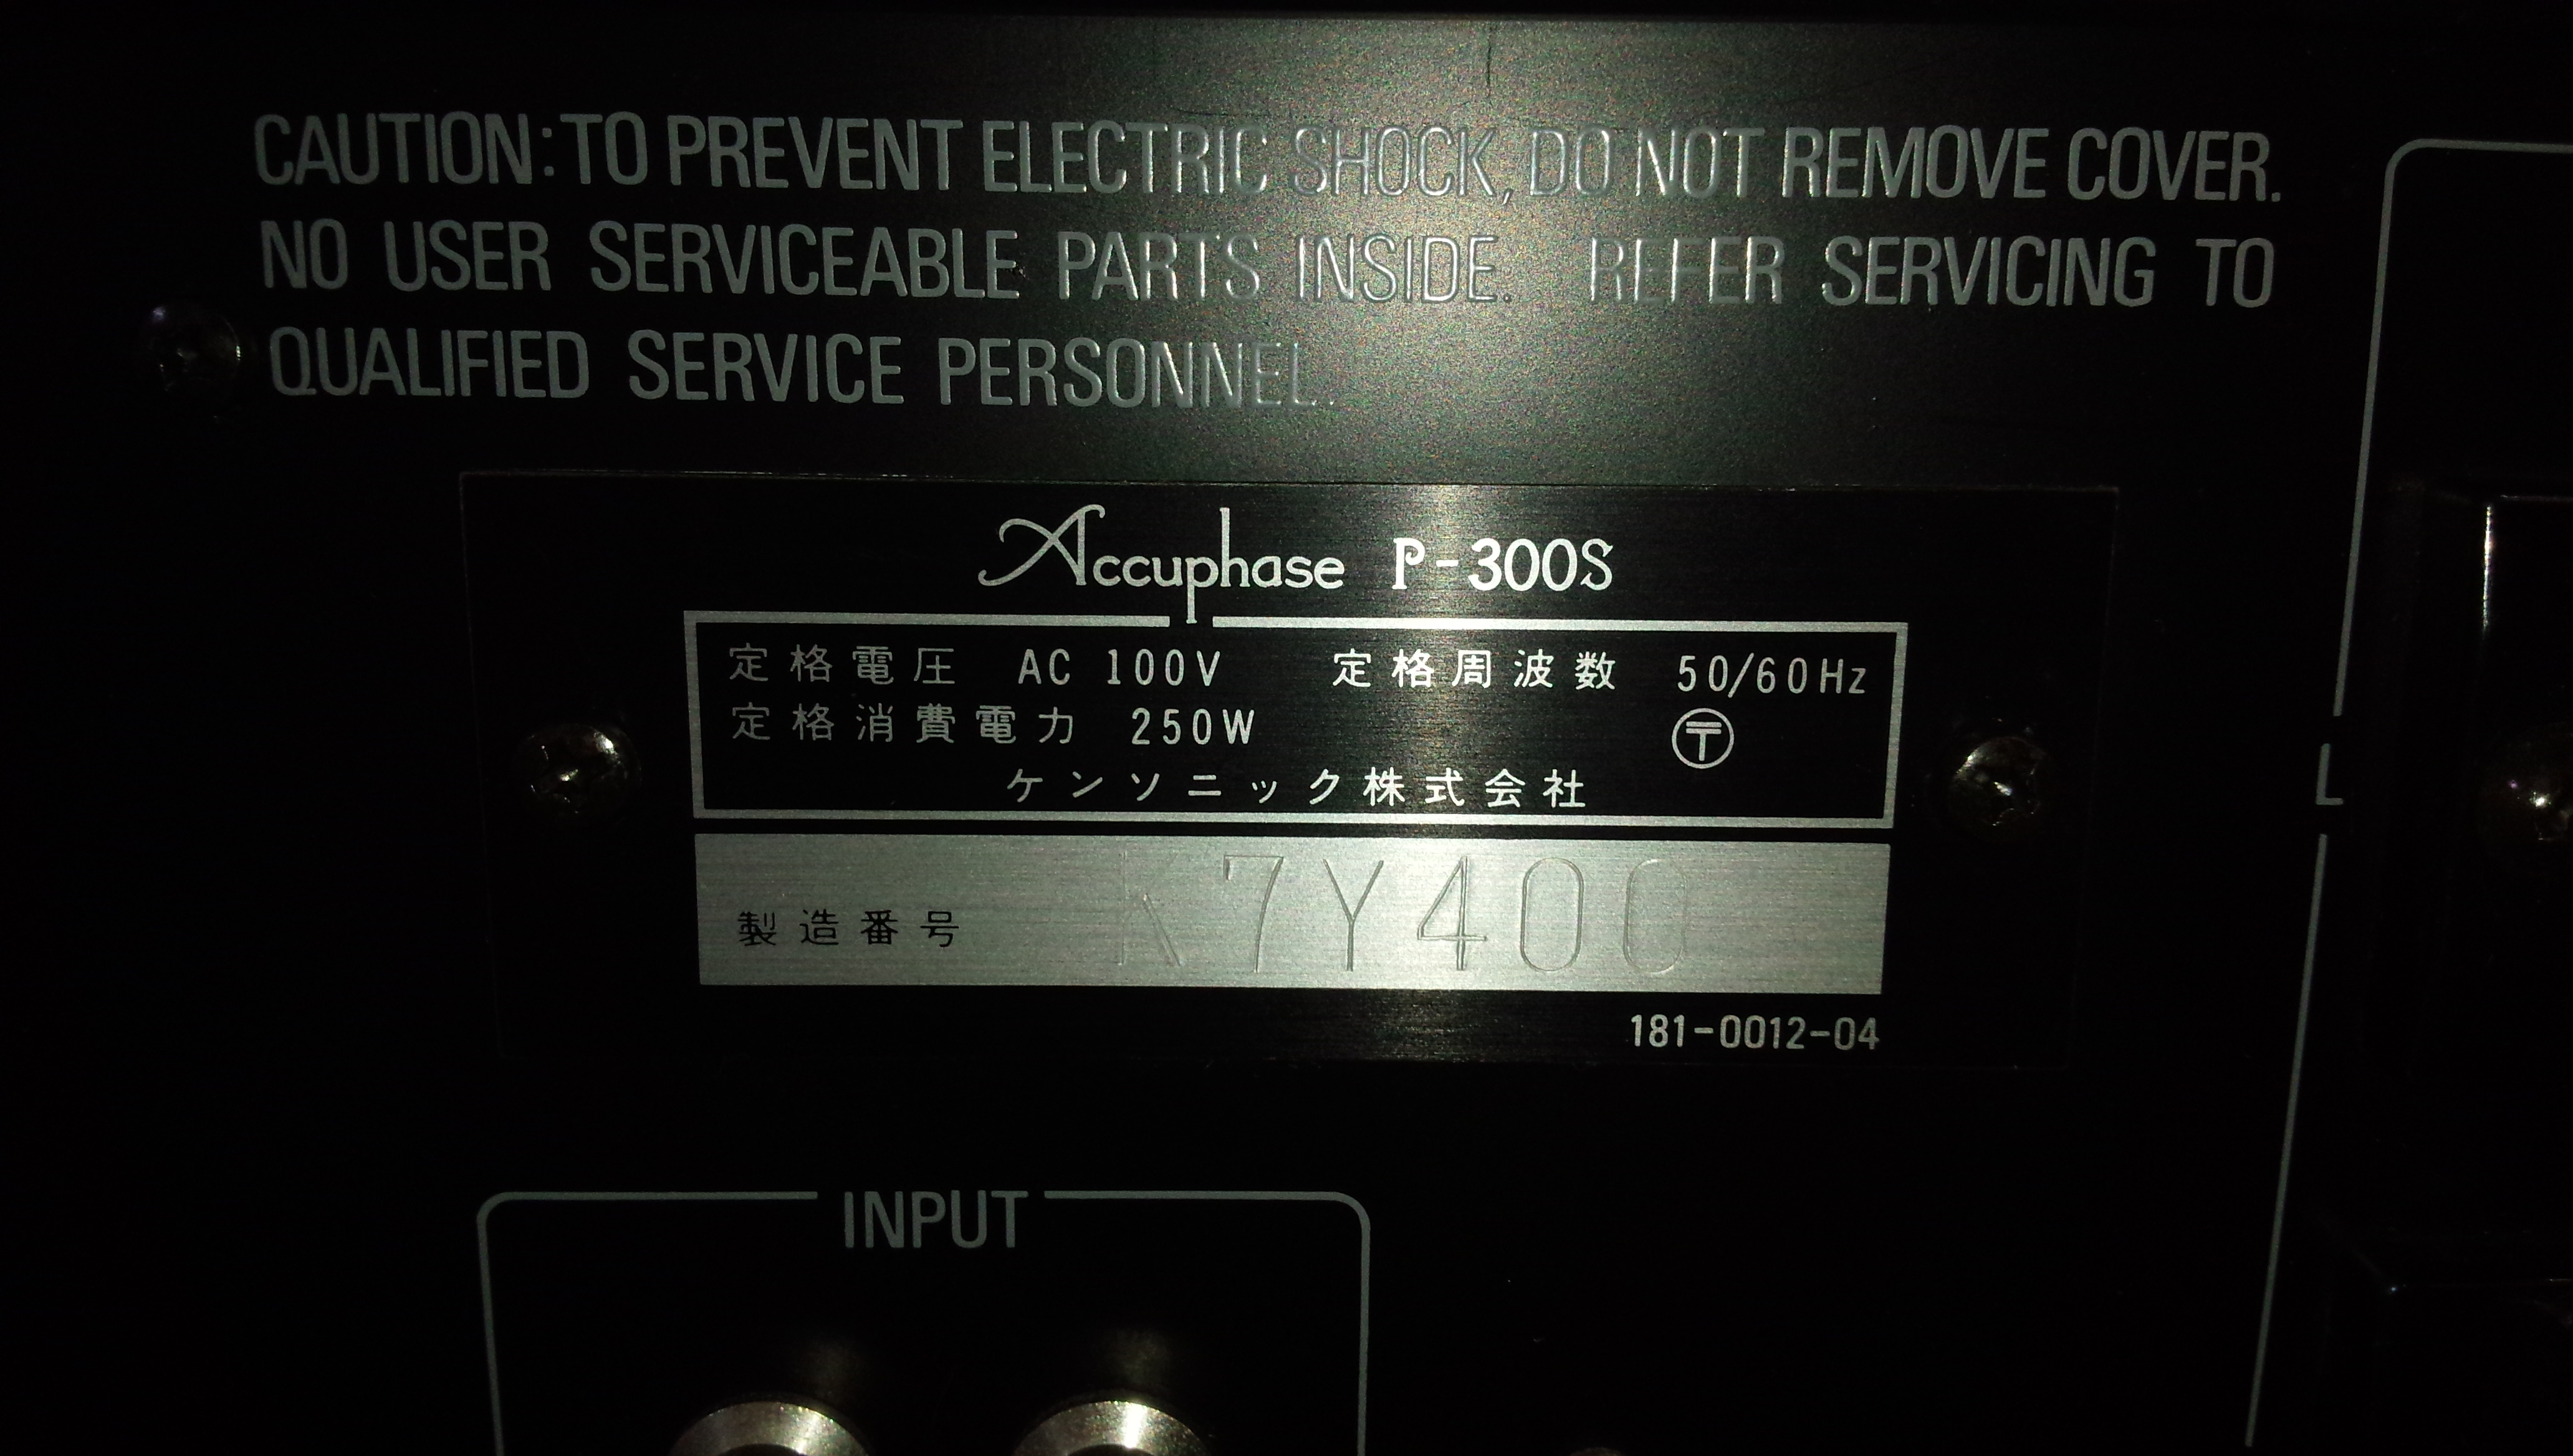 CAUTION: TO PREVENT ELECTRIC SHOCK, DO NOT REMOVE COVER.
NO USER SERVICEABLE PARTS INSIDE. REFER SERVICING TO
QUALIFIED SERVICE PERSONNEL.
Accuphase P-300S
定格電圧 AC 100V 定格周波数 50/60Hz
定格消費電力 250W 〒
ケンソニック株式会社
L
製造番号 K7Y400
181-0012-04
INPUT